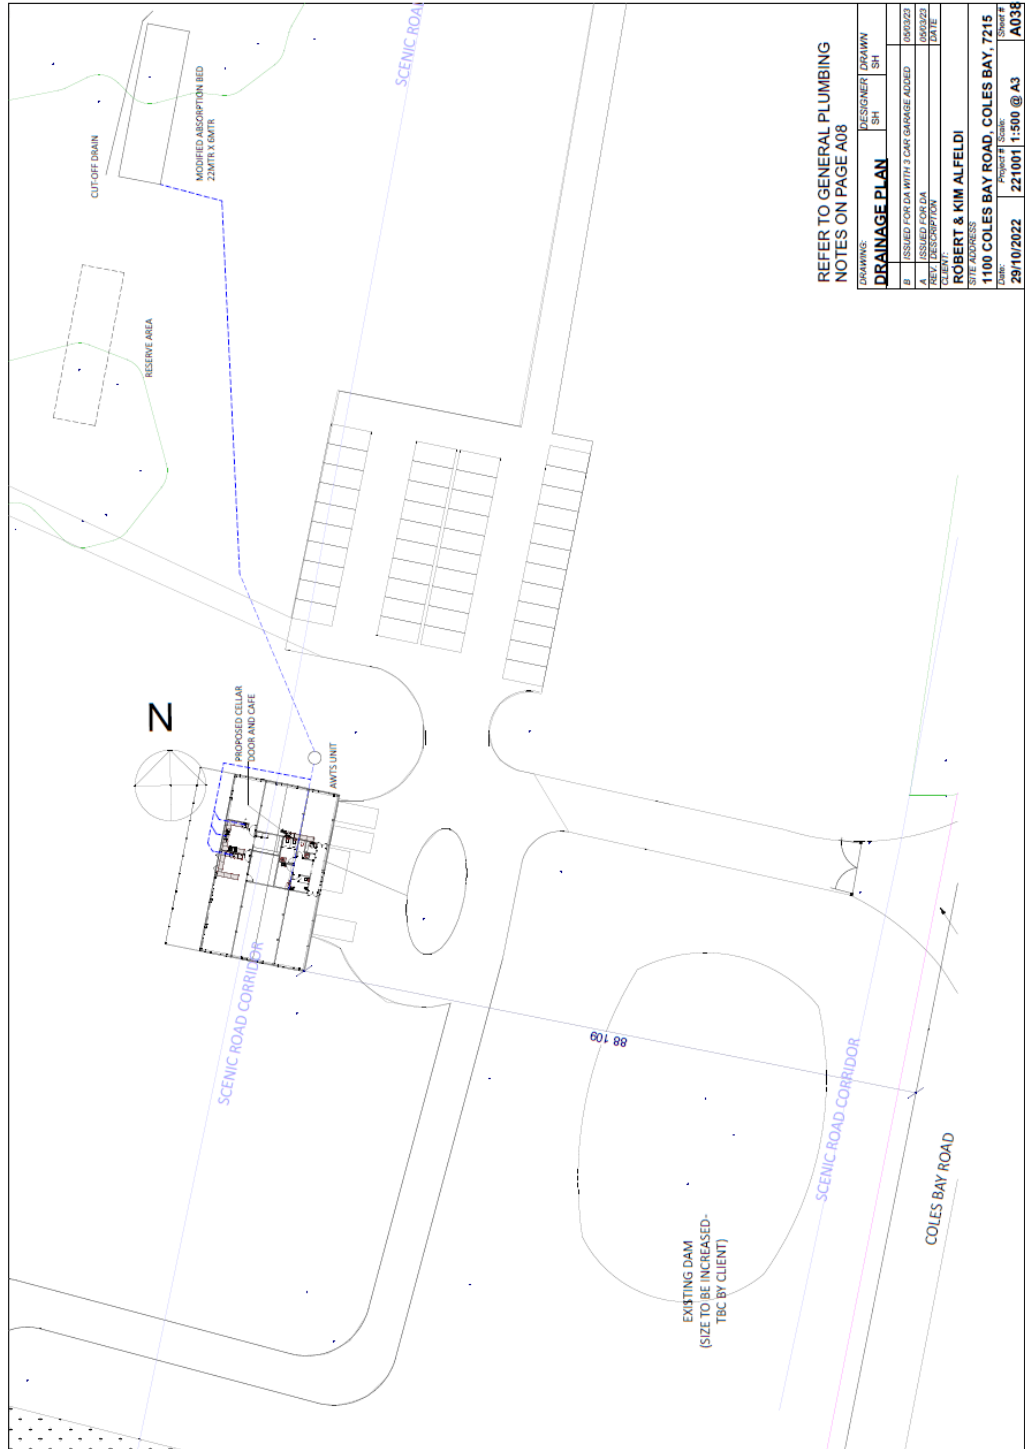 SCENIC ROAD
CUT-OFF DRAIN
MODIFIED ABSORPTION BED
22MTR X 6MTR
RESERVE AREA
N
PROPOSED CELLAR
DOOR AND CAFE
AWTS UNIT
SCENIC ROAD CORRIDOR
88 109
SCENIC ROAD CORRIDOR
COLES BAY ROAD
EXISTING DAM
(SIZE TO BE INCREASED-
TBC BY CLIENT)
REFER TO GENERAL PLUMBING
NOTES ON PAGE A08
DRAWING: DESIGNER DRAWN
DRAINAGE PLAN SH SH
B ISSUED FOR DA WITH 3 CAR GARAGE ADDED 05/03/23
A ISSUED FOR DA 05/03/23
REV. DESCRIPTION DATE
CLIENT:
ROBERT & KIM ALFELDI
SITE ADDRESS
1100 COLES BAY ROAD, COLES BAY, 7215
Date: Project # Scale: Sheet #
29/10/2022 221001 1:500 @ A3 A038